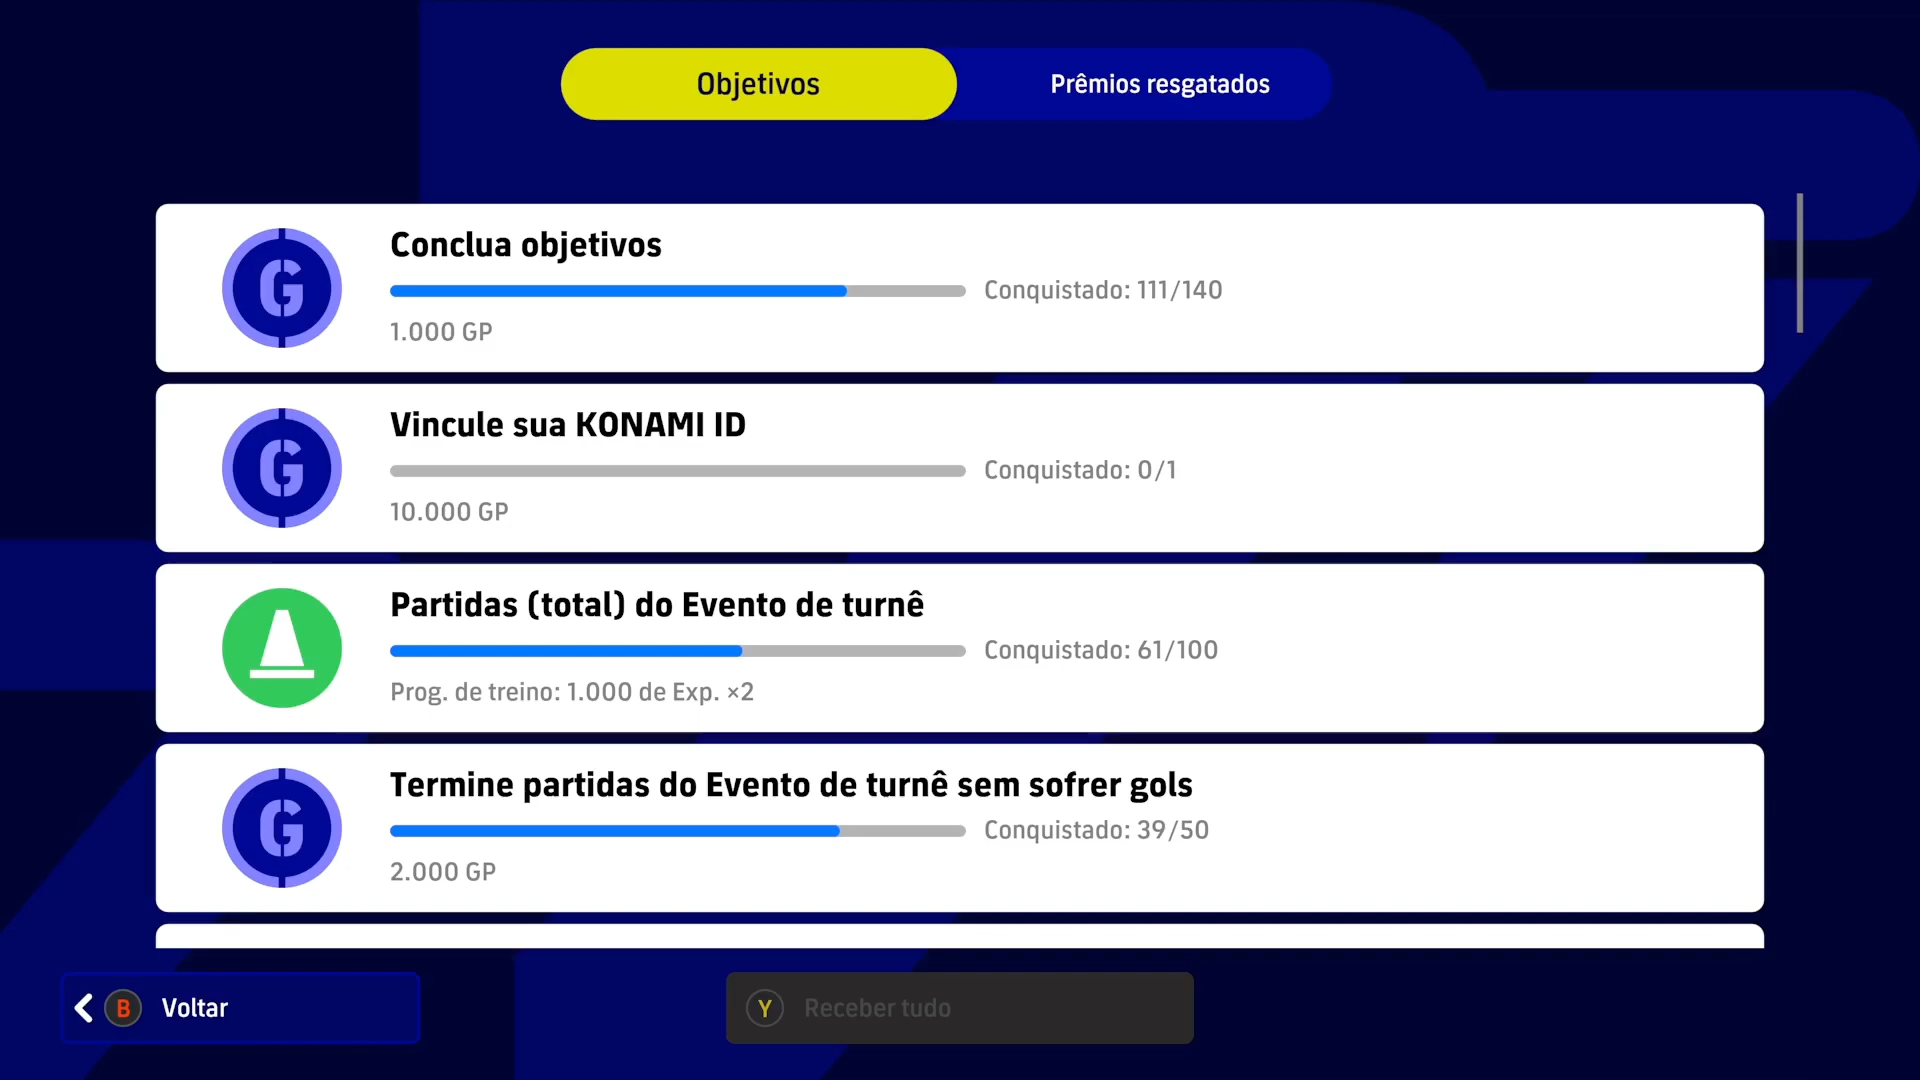 Objetivos
Prêmios resgatados
G
Conclua objetivos
Conquistado: 111/140
1.000 GP
G
Vincule sua KONAMI ID
Conquistado: 0/1
10.000 GP
Partidas (total) do Evento de turnê
Conquistado: 61/100
Prog. de treino: 1.000 de Exp. ×2
G
Termine partidas do Evento de turnê sem sofrer gols
Conquistado: 39/50
2.000 GP
B Voltar
Y Receber tudo